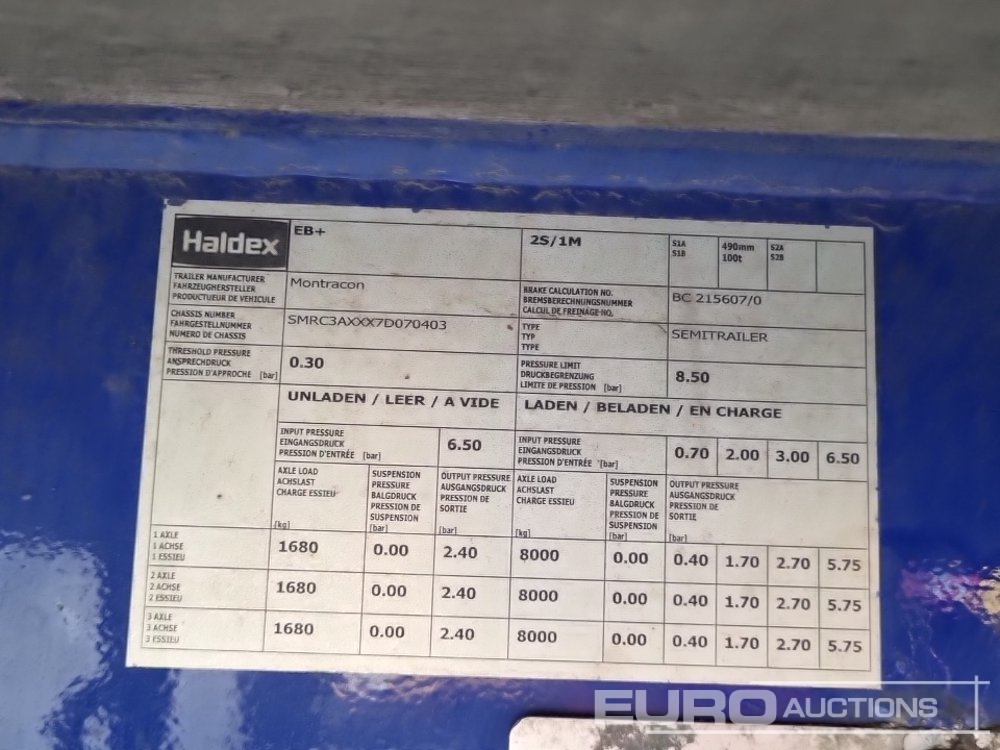 Haldex
EB+
2S/1M
S1A
S1B
490mm
100t
S2A
S2B
TRAILER MANUFACTURER
FAHRZEUGHERSTELLER
PRODUCTUEUR DE VEHICULE
Montracon
BRAKE CALCULATION NO.
BREMSBERECHNUNGSNUMMER
CALCUL DE FREINAGE-NO.
BC 215607/0
CHASSIS NUMBER
FAHRGESTELLNUMMER
NUMERO DE CHASSIS
SMRC3AXXX7D070403
TYPE
TYP
TYPE
SEMITRAILER
THRESHOLD PRESSURE
ANSPRECHDRUCK
PRESSION D'APPROCHE [bar]
0.30
PRESSURE LIMIT
DRUCKBEGRENZUNG
LIMITE DE PRESSION [bar]
8.50
UNLADEN / LEER / A VIDE
LADEN / BELADEN / EN CHARGE
INPUT PRESSURE
EINGANGSDRUCK
PRESSION D'ENTRÉE [bar]
6.50
INPUT PRESSURE
EINGANGSDRUCK
PRESSION D'ENTRÉE [bar]
0.70 2.00 3.00 6.50
AXLE LOAD
ACHSLAST
CHARGE ESSIEU
[kg]
SUSPENSION
PRESSURE
BALGDRUCK
PRESSION DE
SUSPENSION
[bar]
OUTPUT PRESSURE
AUSGANGSDRUCK
PRESSION DE
SORTIE
[bar]
AXLE LOAD
ACHSLAST
CHARGE ESSIEU
[kg]
SUSPENSION
PRESSURE
BALGDRUCK
PRESSION DE
SUSPENSION
[bar]
OUTPUT PRESSURE
AUSGANGSDRUCK
PRESSION DE
SORTIE
[bar]
1 AXLE
1 ACHSE
1 ESSIEU
1680 0.00 2.40 8000 0.00 0.40 1.70 2.70 5.75
2 AXLE
2 ACHSE
2 ESSIEU
1680 0.00 2.40 8000 0.00 0.40 1.70 2.70 5.75
3 AXLE
3 ACHSE
3 ESSIEU
1680 0.00 2.40 8000 0.00 0.40 1.70 2.70 5.75
EURO AUCTIONS